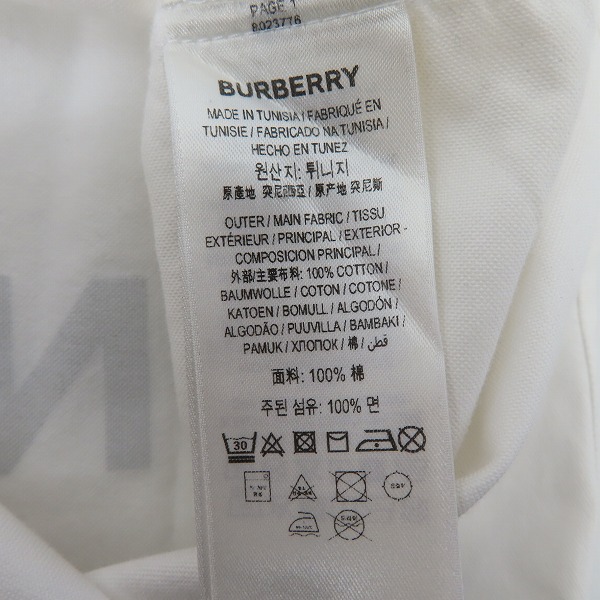 PAGE 1
8023776
BURBERRY
MADE IN TUNISIA / FABRIQUÉ EN
TUNISIE / FABRICADO NA TUNISIA /
HECHO EN TUNEZ
원산지: 튀니지
原產地 突尼西亞 / 原产地 突尼斯
OUTER / MAIN FABRIC / TISSU
EXTÉRIEUR / PRINCIPAL / EXTERIOR -
COMPOSICION PRINCIPAL /
外部/主要布料: 100% COTTON /
BAUMWOLLE / COTON / COTONE /
KATOEN / BOMULL / ALGODÓN /
ALGODÃO / PUUVILLA / BAMBAKI /
PAMUK / ХЛОПОК / 棉 / قطن /
面料: 100% 棉
주된 섬유: 100% 면
30